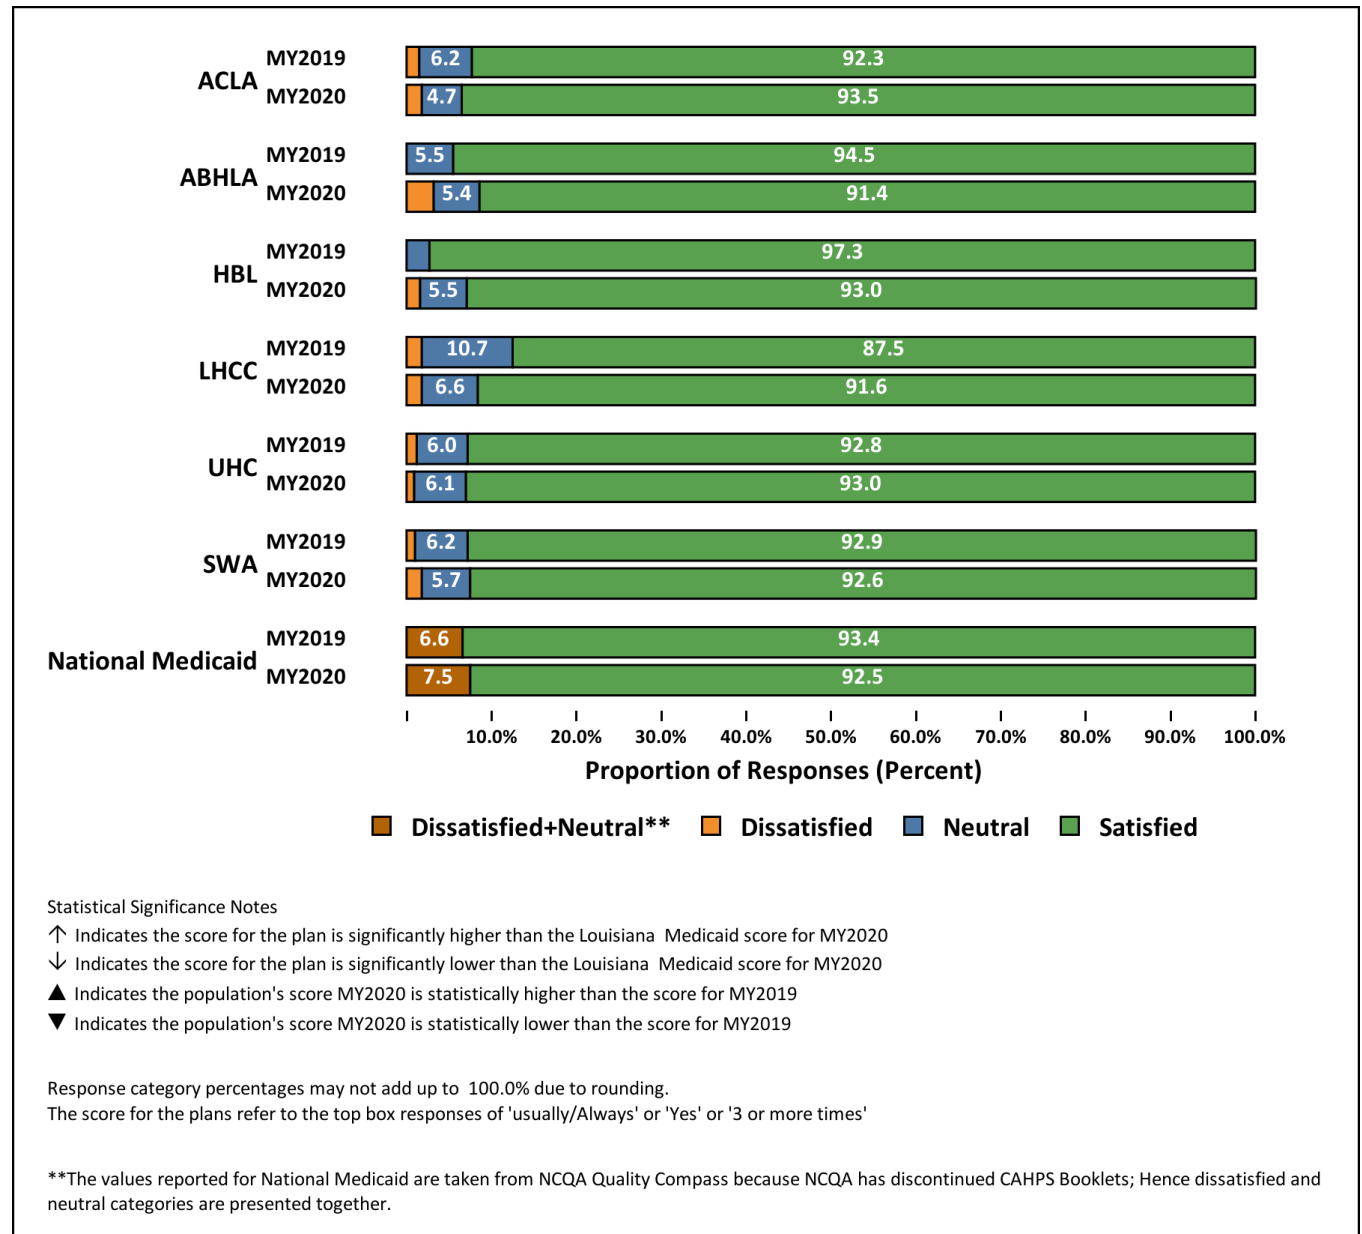 MY2019 6.2 92.3
ACLA
MY2020 4.7 93.5
MY2019 5.5 94.5
ABHLA
MY2020 5.4 91.4
MY2019 97.3
HBL
MY2020 5.5 93.0
MY2019 10.7 87.5
LHCC
MY2020 6.6 91.6
MY2019 6.0 92.8
UHC
MY2020 6.1 93.0
MY2019 6.2 92.9
SWA
MY2020 5.7 92.6
MY2019 6.6 93.4
National Medicaid
MY2020 7.5 92.5
10.0% 20.0% 30.0% 40.0% 50.0% 60.0% 70.0% 80.0% 90.0% 100.0%
Proportion of Responses (Percent)
Dissatisfied+Neutral** Dissatisfied Neutral Satisfied
Statistical Significance Notes
↑ Indicates the score for the plan is significantly higher than the Louisiana Medicaid score for MY2020
↓ Indicates the score for the plan is significantly lower than the Louisiana Medicaid score for MY2020
▲ Indicates the population's score MY2020 is statistically higher than the score for MY2019
▼ Indicates the population's score MY2020 is statistically lower than the score for MY2019
Response category percentages may not add up to 100.0% due to rounding.
The score for the plans refer to the top box responses of 'usually/Always' or 'Yes' or '3 or more times'
**The values reported for National Medicaid are taken from NCQA Quality Compass because NCQA has discontinued CAHPS Booklets; Hence dissatisfied and
neutral categories are presented together.